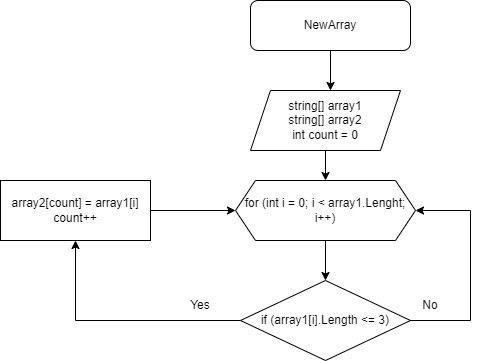 NewArray
string[] array1
string[] array2
int count = 0
for (int i = 0; i < array1.Lenght;
i++)
array2[count] = array1[i]
count++
if (array1[i].Length <= 3)
Yes
No